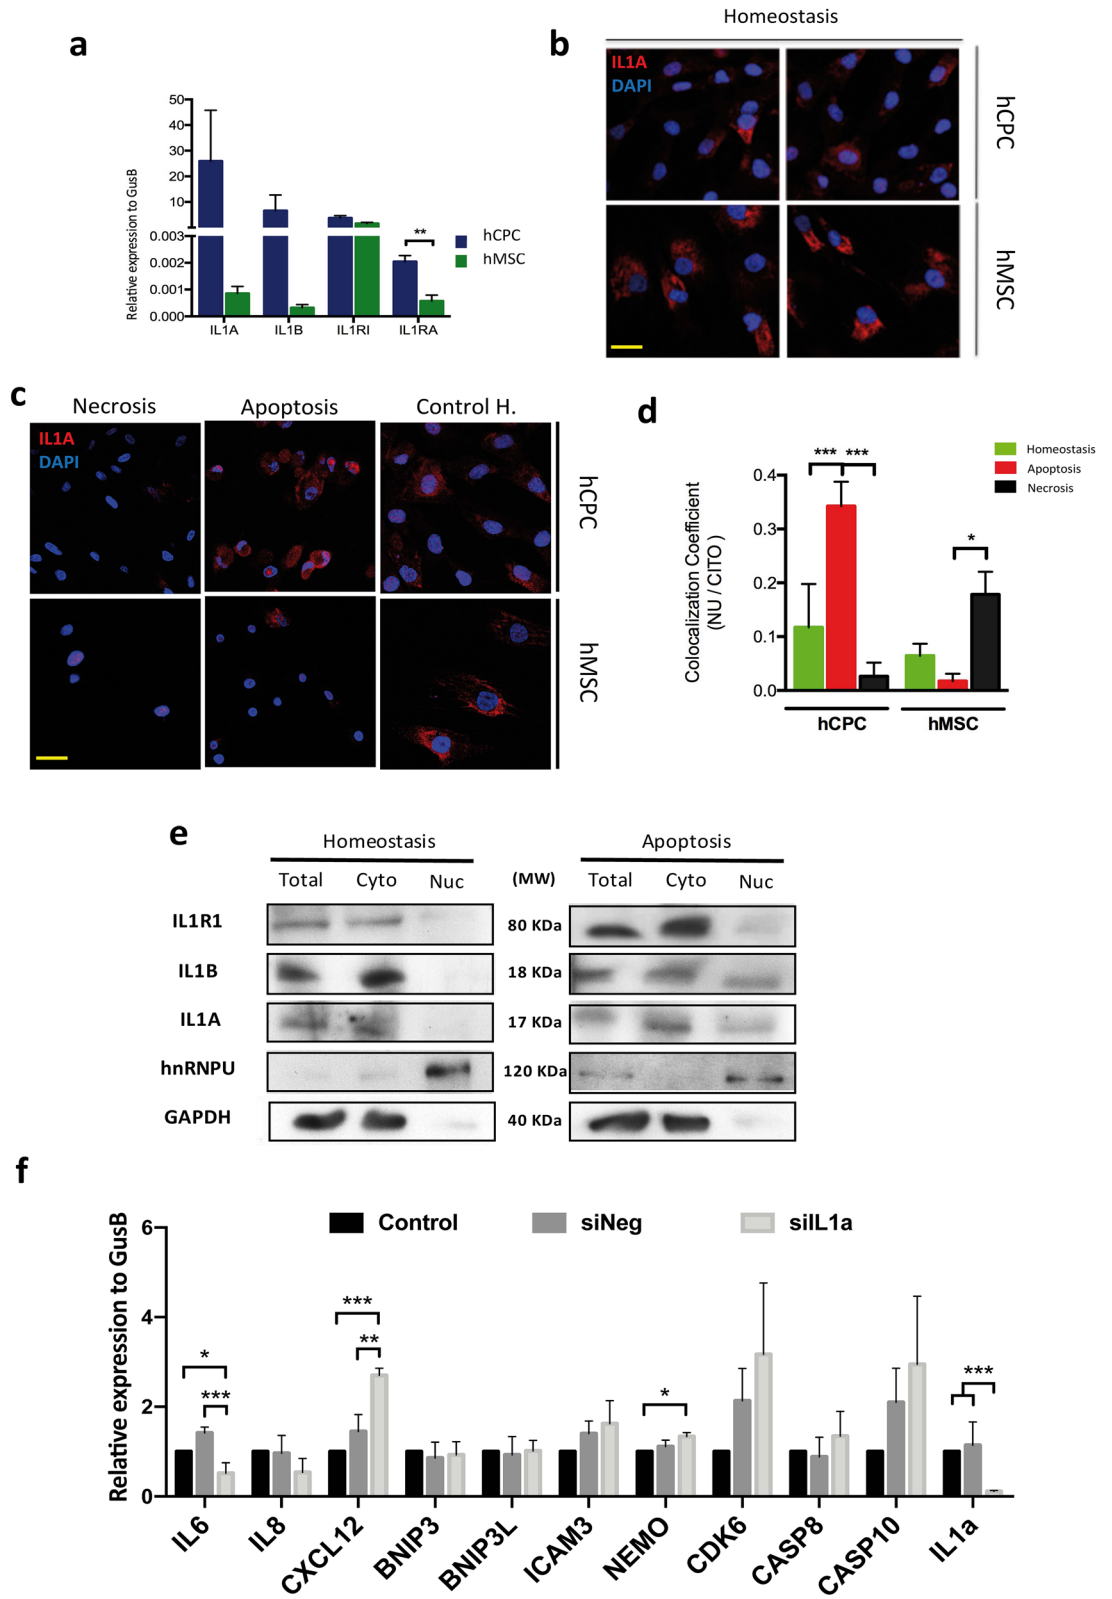 a
50
40
30
20
10
0.003
0.002
0.001
0.000
Relative expression to GusB
**
hCPC
hMSC
IL1A IL1B IL1RI IL1RA
b
Homeostasis
IL1A
DAPI
hCPC
hMSC
c
Necrosis Apoptosis Control H.
IL1A
DAPI
hCPC
hMSC
d
Homeostasis
Apoptosis
Necrosis
*** ***
*
0.4
0.3
0.2
0.1
0.0
Colocalization Coefficient
(NU / CITO )
hCPC hMSC
e
Homeostasis Apoptosis
Total Cyto Nuc (MW) Total Cyto Nuc
IL1R1 80 KDa
IL1B 18 KDa
IL1A 17 KDa
hnRNPU 120 KDa
GAPDH 40 KDa
f
Control siNeg siIL1a
6
4
2
0
Relative expression to GusB
*
***
***
**
*
***
IL6 IL8 CXCL12 BNIP3 BNIP3L ICAM3 NEMO CDK6 CASP8 CASP10 IL1a